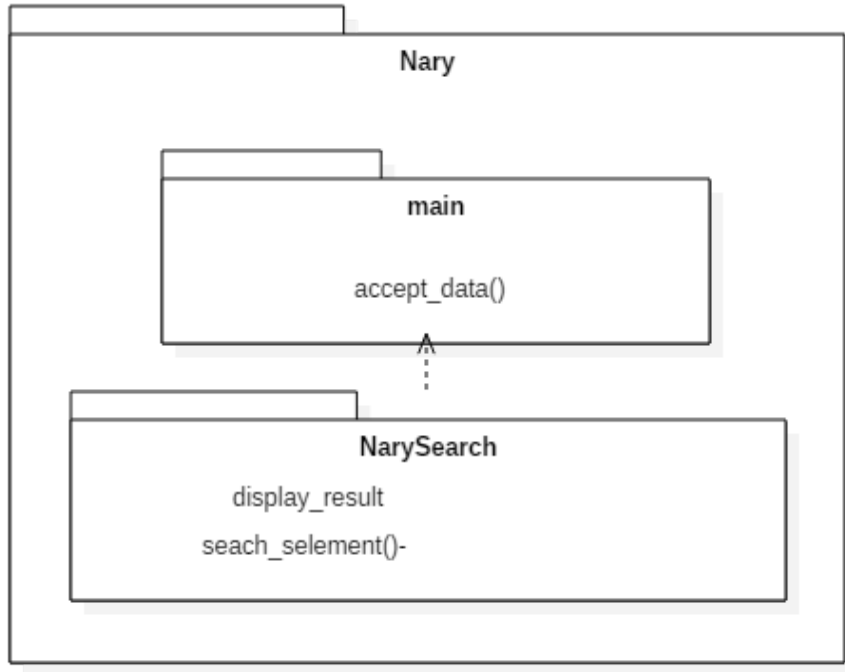 Nary
main
accept_data()
NarySearch
display_result
seach_selement()-